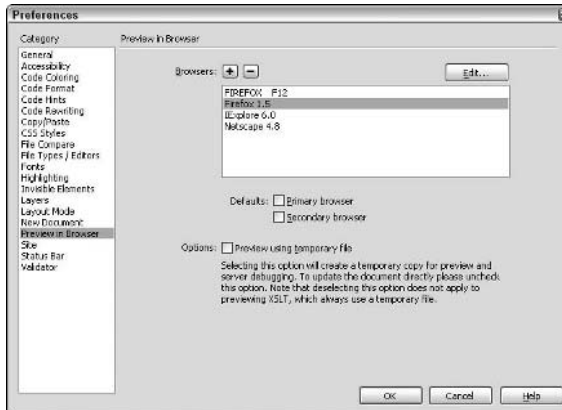 Preferences
Category
Preview in Browser
General
Accessibility
Code Coloring
Code Format
Code Hints
Code Rewriting
Copy/Paste
CSS Styles
File Compare
File Types / Editors
Fonts
Highlighting
Invisible Elements
Layers
Layout Mode
New Document
Preview in Browser
Site
Status Bar
Validator
Browsers: + −
Edit...
FIREFOX F12
Firefox 1.5
IExplore 6.0
Netscape 4.8
Defaults: Primary browser
Secondary browser
Options: Preview using temporary file
Selecting this option will create a temporary copy for preview and
server debugging. To update the document directly please uncheck
this option. Note that deselecting this option does not apply to
previewing XSLT, which always use a temporary file.
OK Cancel Help